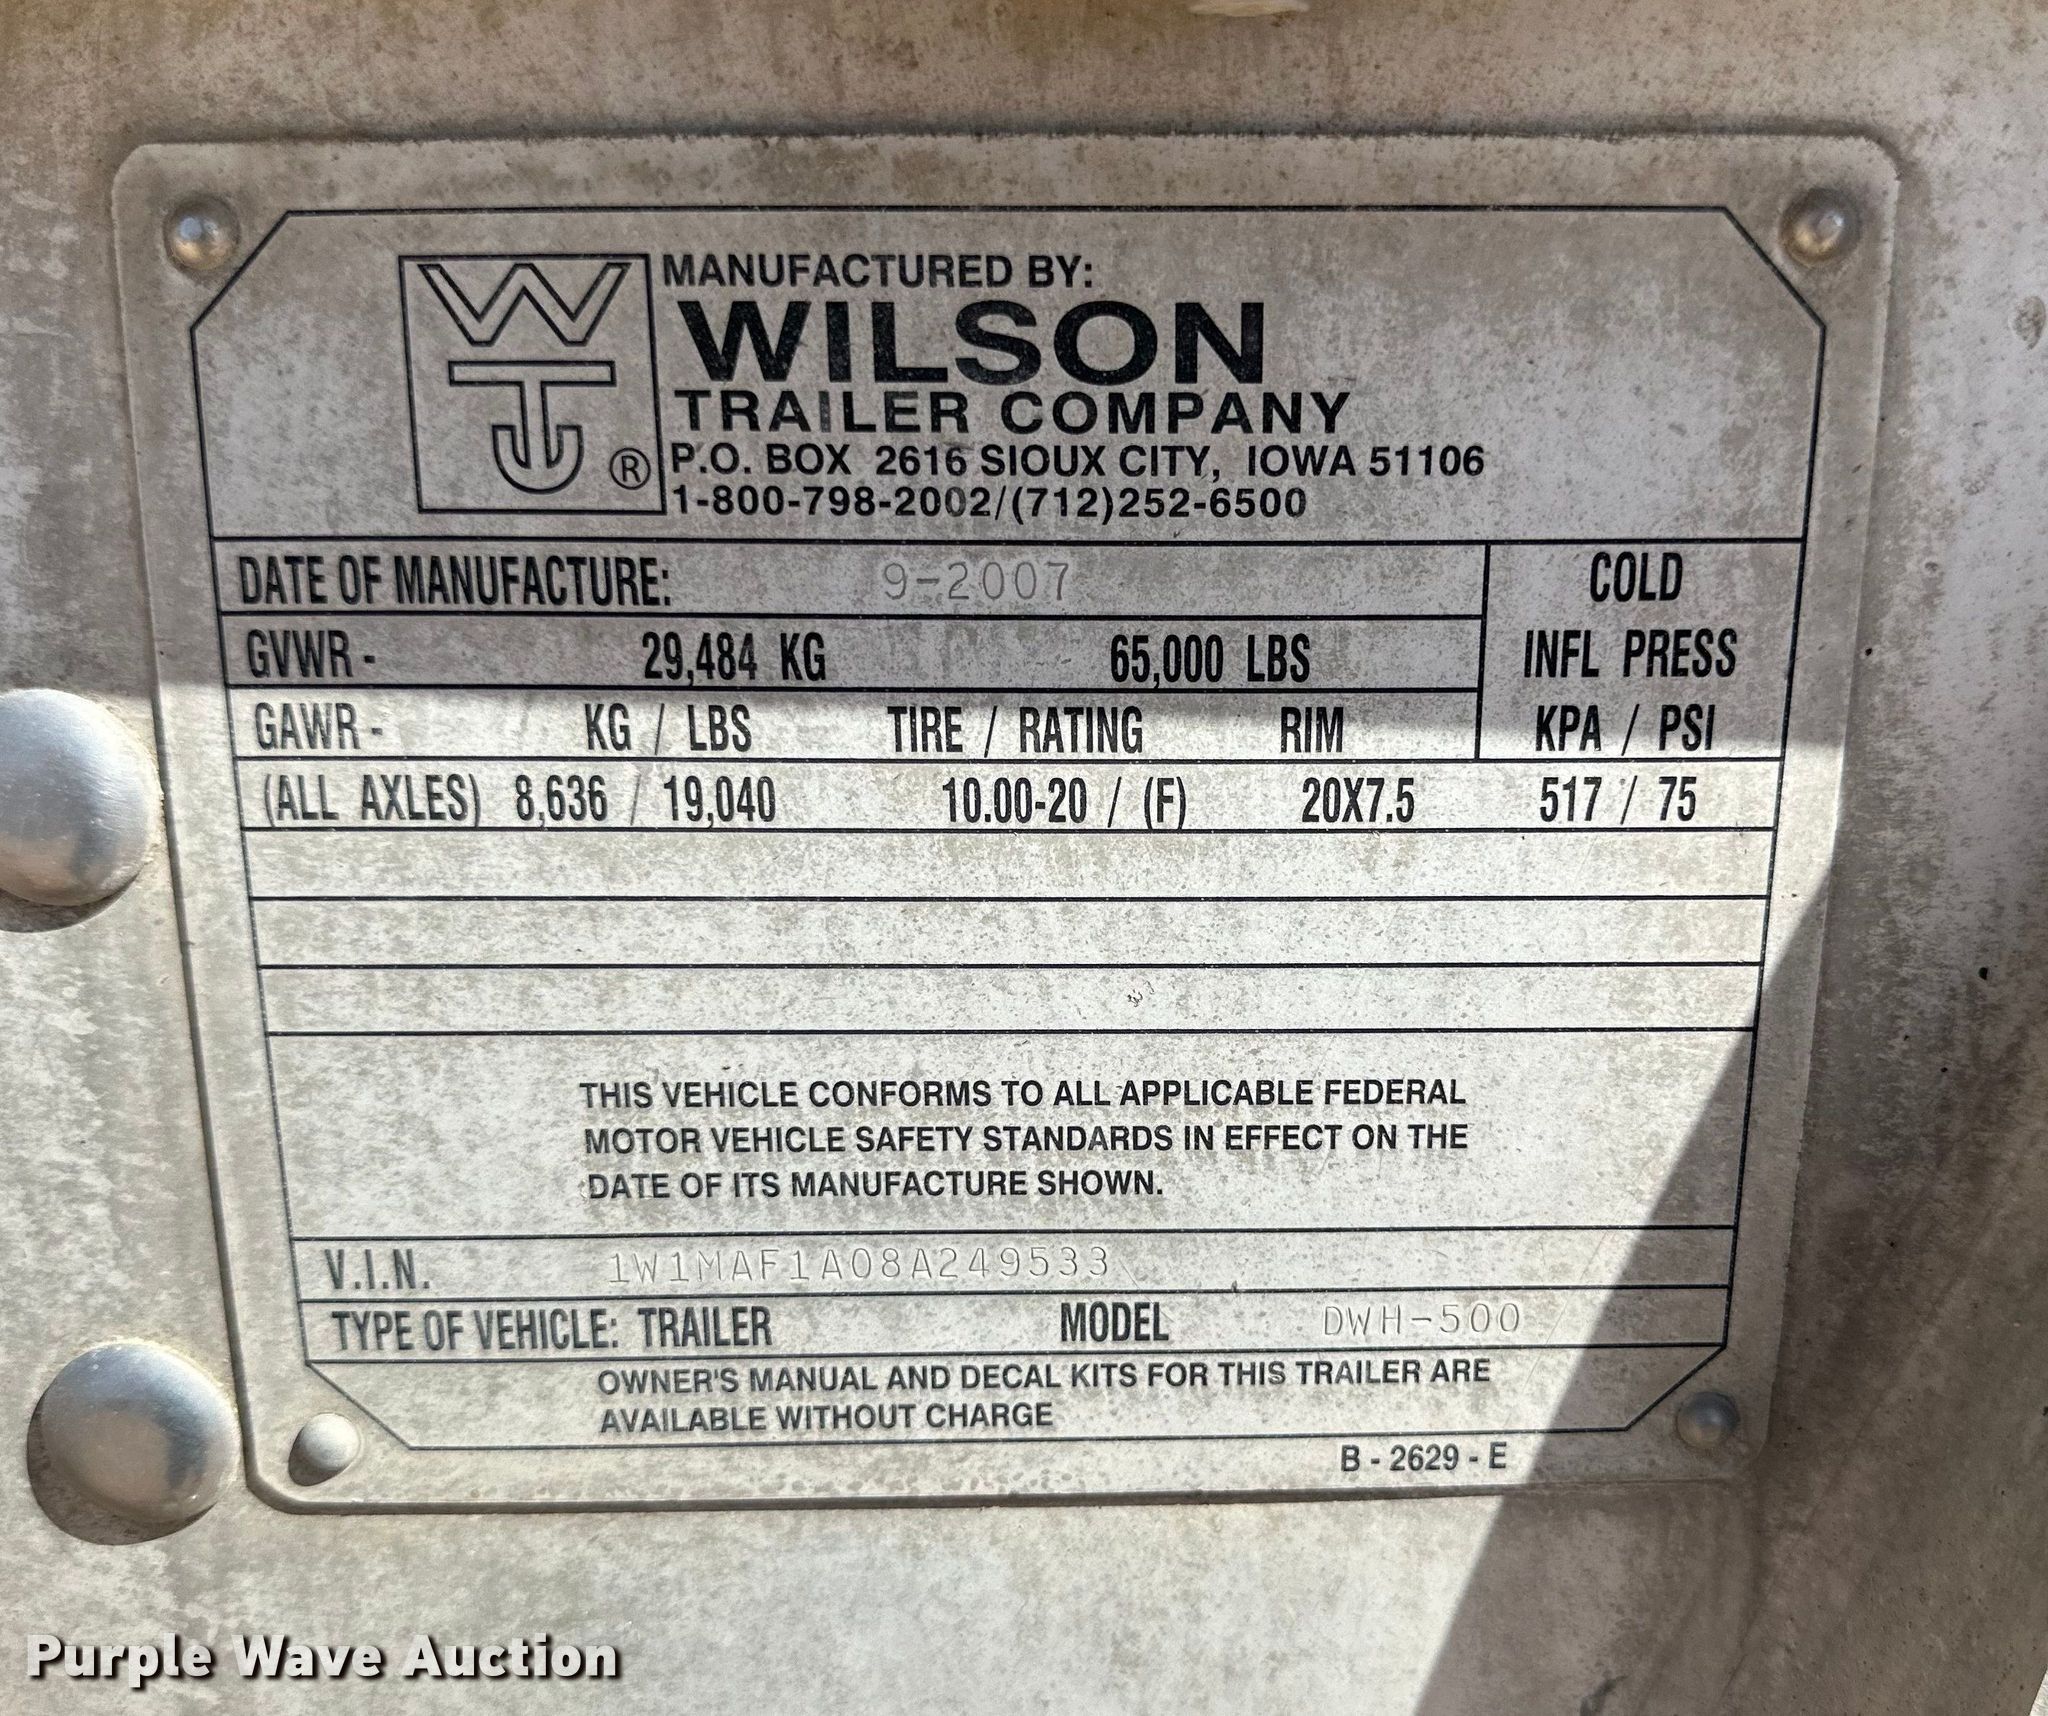 MANUFACTURED BY:
WILSON
TRAILER COMPANY
P.O. BOX 2616 SIOUX CITY, IOWA 51106
1-800-798-2002/(712)252-6500
WT
®
DATE OF MANUFACTURE: 9-2007
COLD
GVWR - 29,484 KG 65,000 LBS
INFL PRESS
GAWR - KG / LBS TIRE / RATING RIM KPA / PSI
(ALL AXLES) 8,636 / 19,040 10.00-20 / (F) 20X7.5 517 / 75
THIS VEHICLE CONFORMS TO ALL APPLICABLE FEDERAL
MOTOR VEHICLE SAFETY STANDARDS IN EFFECT ON THE
DATE OF ITS MANUFACTURE SHOWN.
V.I.N. 1W1MAF1A08A249533
TYPE OF VEHICLE: TRAILER MODEL DWH-500
OWNER'S MANUAL AND DECAL KITS FOR THIS TRAILER ARE
AVAILABLE WITHOUT CHARGE
B - 2629 - E
Purple Wave Auction